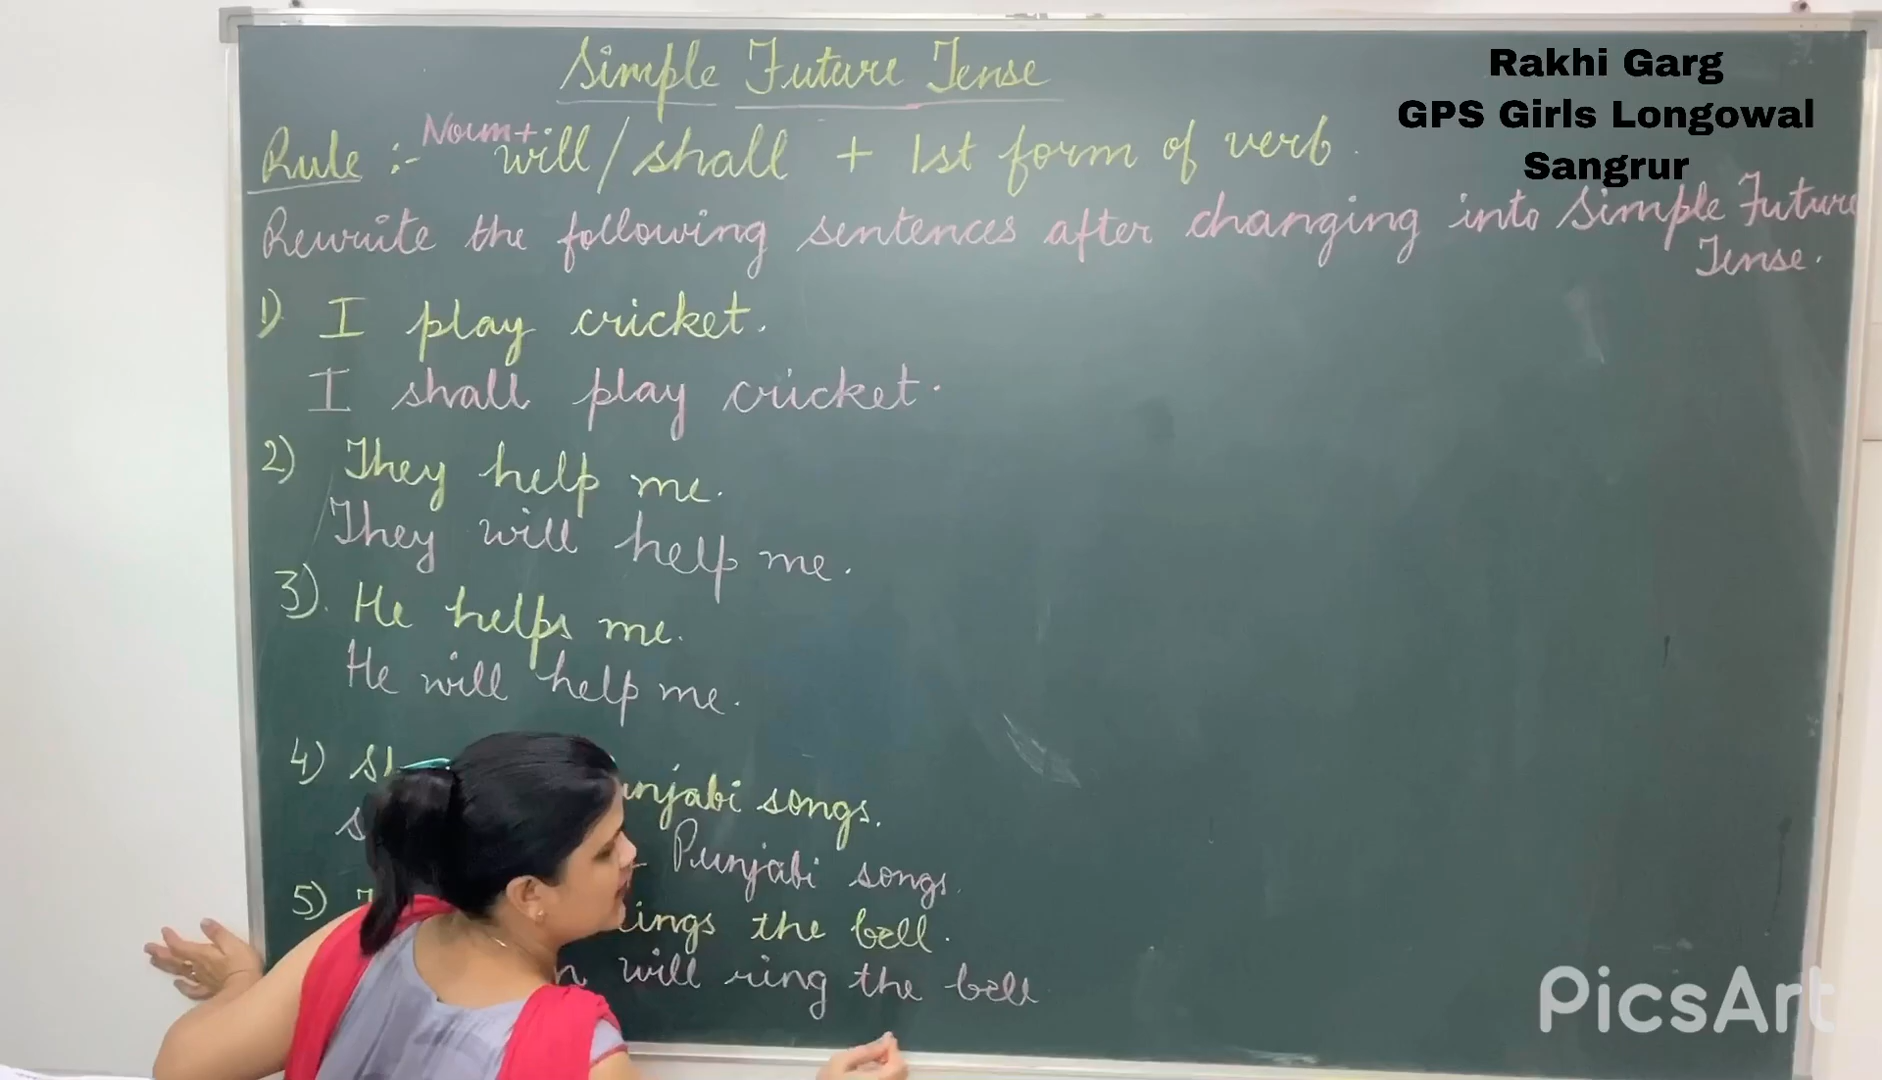 Simple Future Tense
Rakhi Garg
GPS Girls Longowal
Sangrur
Rule :- Noun+ will/shall + 1st form of verb.
Rewrite the following sentences after changing into Simple Future
Tense.
1) I play cricket.
I shall play cricket.
2) They help me.
They will help me.
3). He helps me.
He will help me.
4) songs.
Punjabi songs.
5) the bell.
will ring the bell
PicsArt